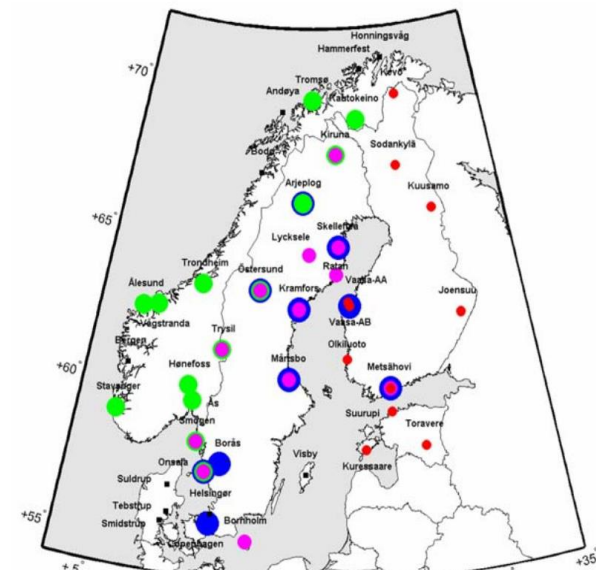 +70°
Honningsvåg
Hammerfest
Kevo
Tromsø
Andøya
Kautokeino
Kiruna
Bodø
Sodankylä
Kuusamo
Arjeplog
+65°
Skellefteå
Lycksele
Ratan
Trondheim
Östersund
Vaasa-AA
Ålesund
Kramfors
Joensuu
Vaasa-AB
Vågstranda
Trysil
Bergen
Olkiluoto
+60°
Hønefoss
Mårtsbo
Metsähovi
Stavanger
Ås
Smögen
Suurupi
Toravere
Borås
Onsala
Visby
Kuressaare
Suldrup
Helsingør
Tebstrup
Smidstrup
Bornholm
+55°
Copenhagen
+5°
+35°